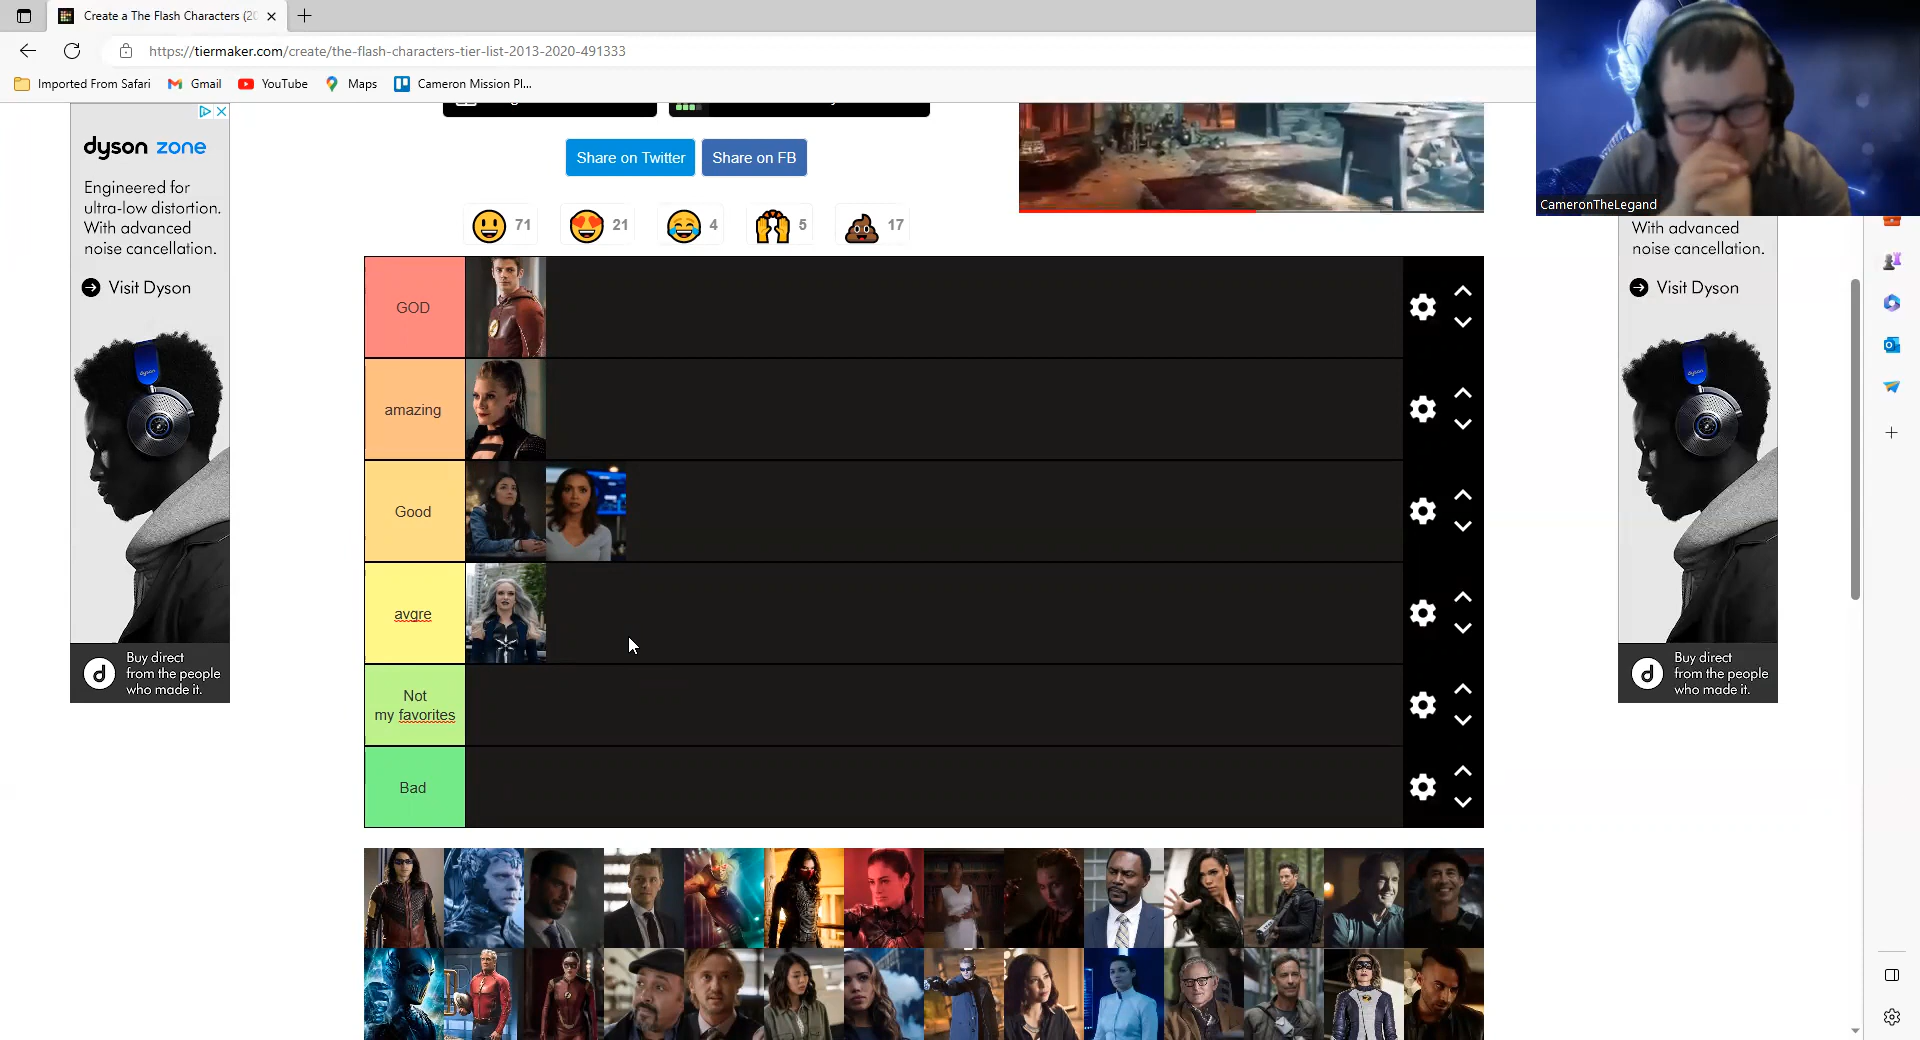 Create a The Flash Characters (20
https://tiermaker.com/create/the-flash-characters-tier-list-2013-2020-491333
Imported From Safari
Gmail
YouTube
Maps
Cameron Mission Pl...
CameronTheLegand
dyson zone
Engineered for
ultra-low distortion.
With advanced
noise cancellation.
Visit Dyson
Buy direct
from the people
who made it.
Share on Twitter
Share on FB
71
21
4
5
17
GOD
amazing
Good
avgre
Not
my favorites
Bad
With advanced
noise cancellation.
Visit Dyson
Buy direct
from the people
who made it.